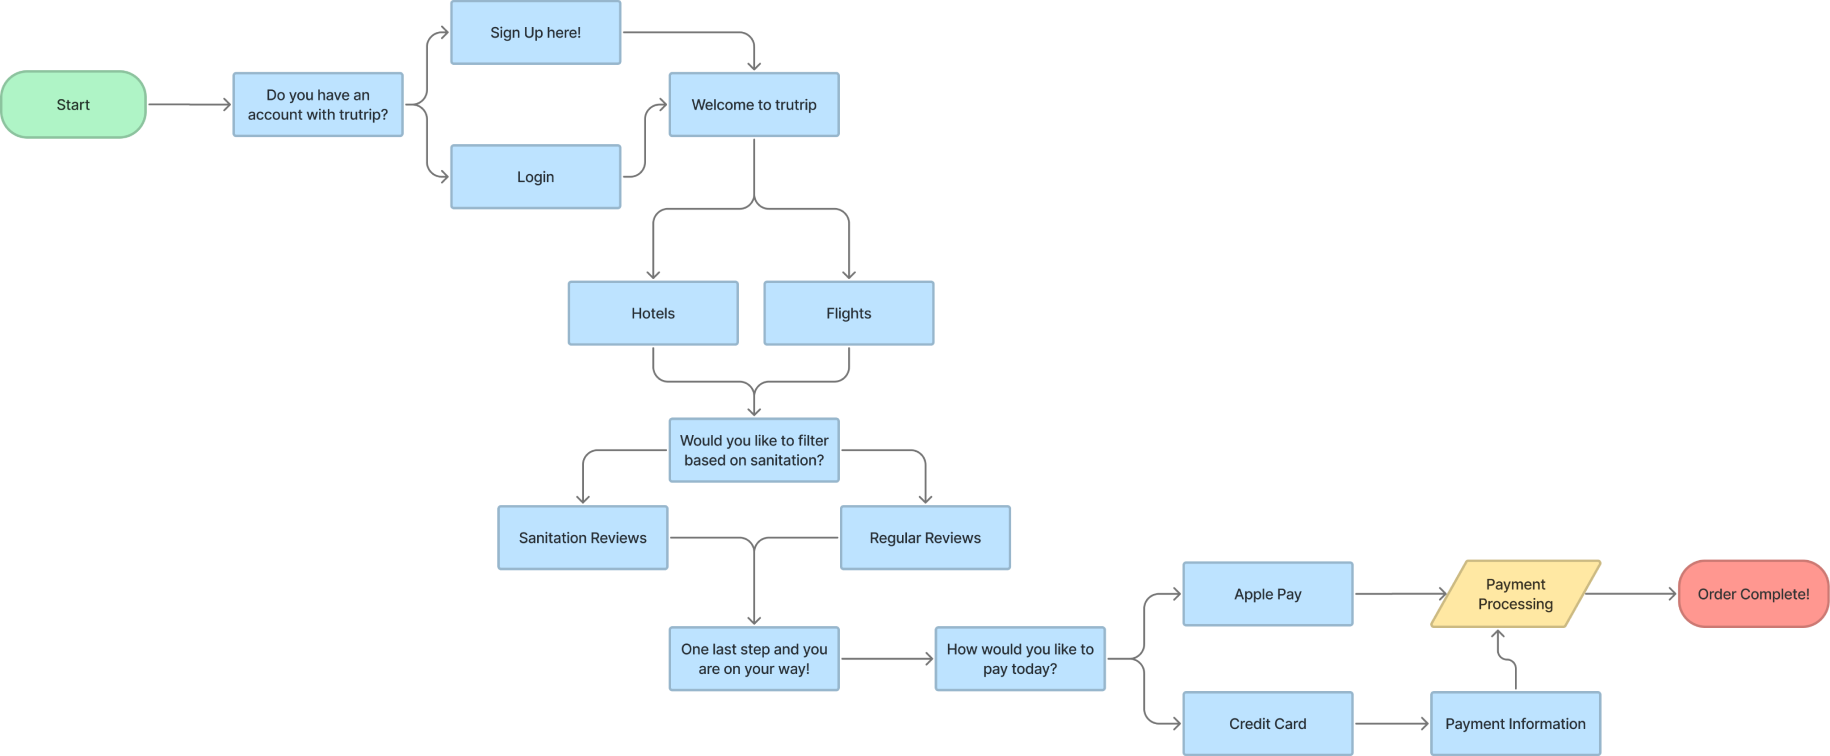 Sign Up here!
Start
Do you have an
account with trutrip?
Welcome to trutrip
Login
Hotels
Flights
Would you like to filter
based on sanitation?
Sanitation Reviews
Regular Reviews
One last step and you
are on your way!
How would you like to
pay today?
Apple Pay
Payment
Processing
Order Complete!
Credit Card
Payment Information